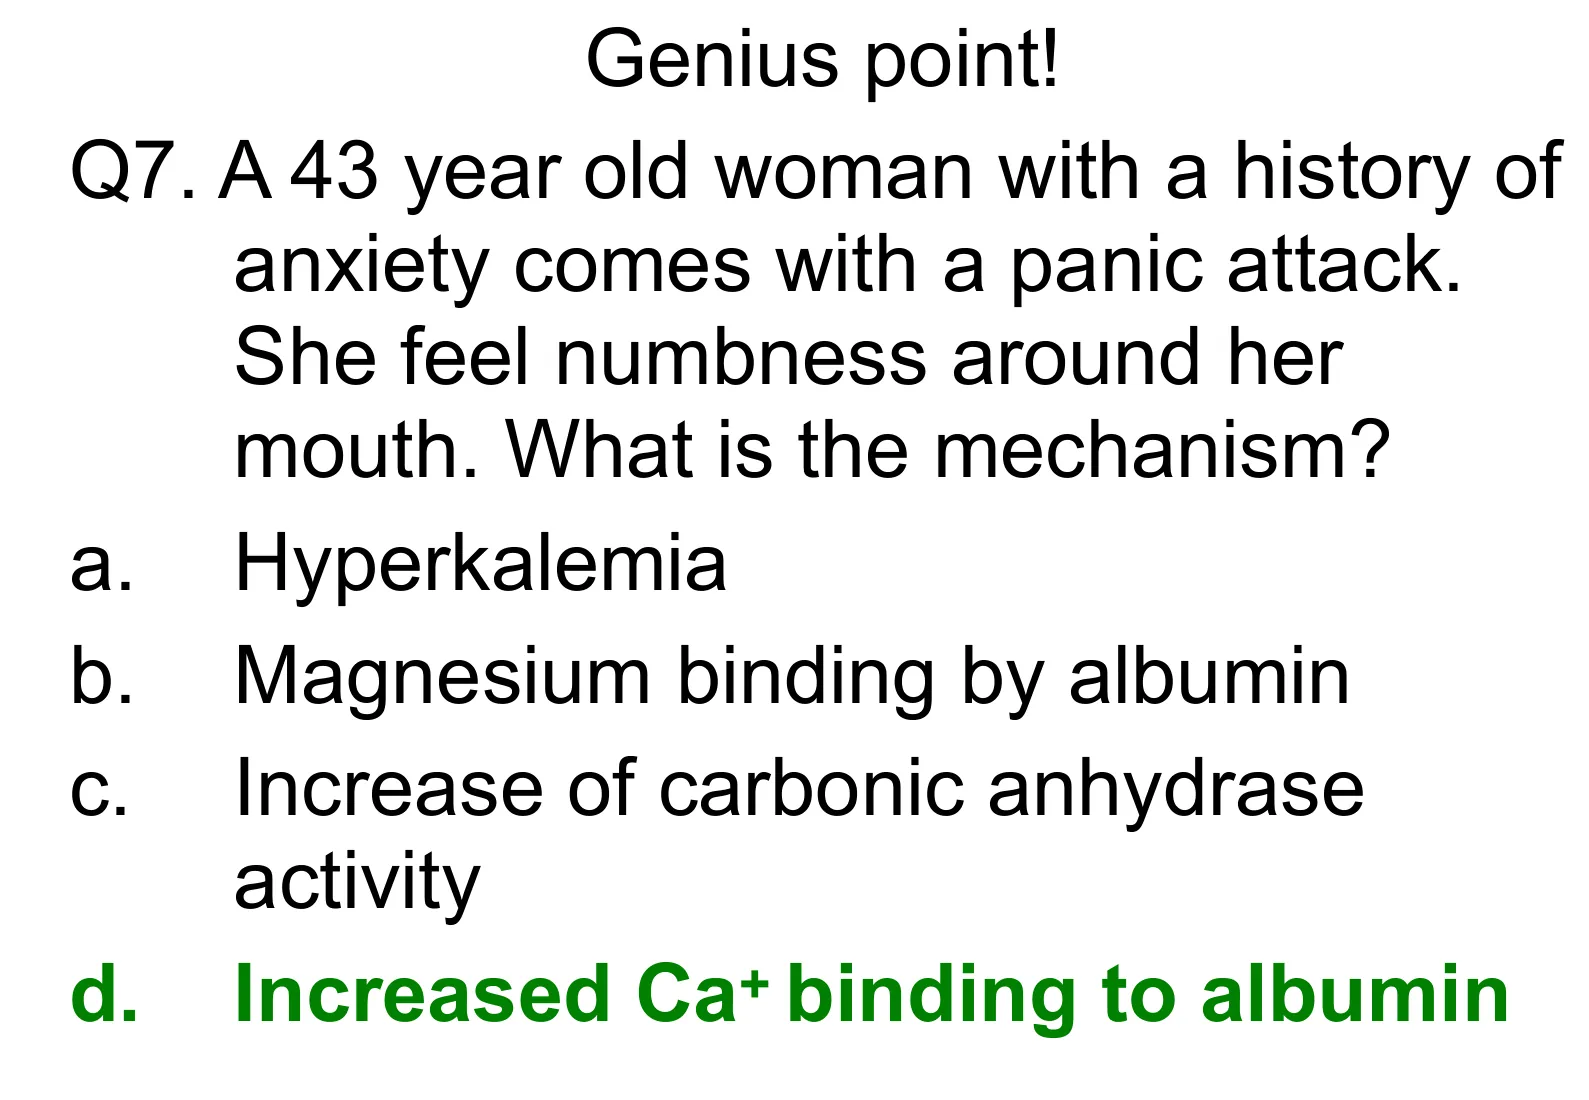 Genius point!
Q7. A 43 year old woman with a history of
anxiety comes with a panic attack.
She feel numbness around her
mouth. What is the mechanism?
a. Hyperkalemia
b. Magnesium binding by albumin
c. Increase of carbonic anhydrase
activity
d. Increased Ca⁺ binding to albumin